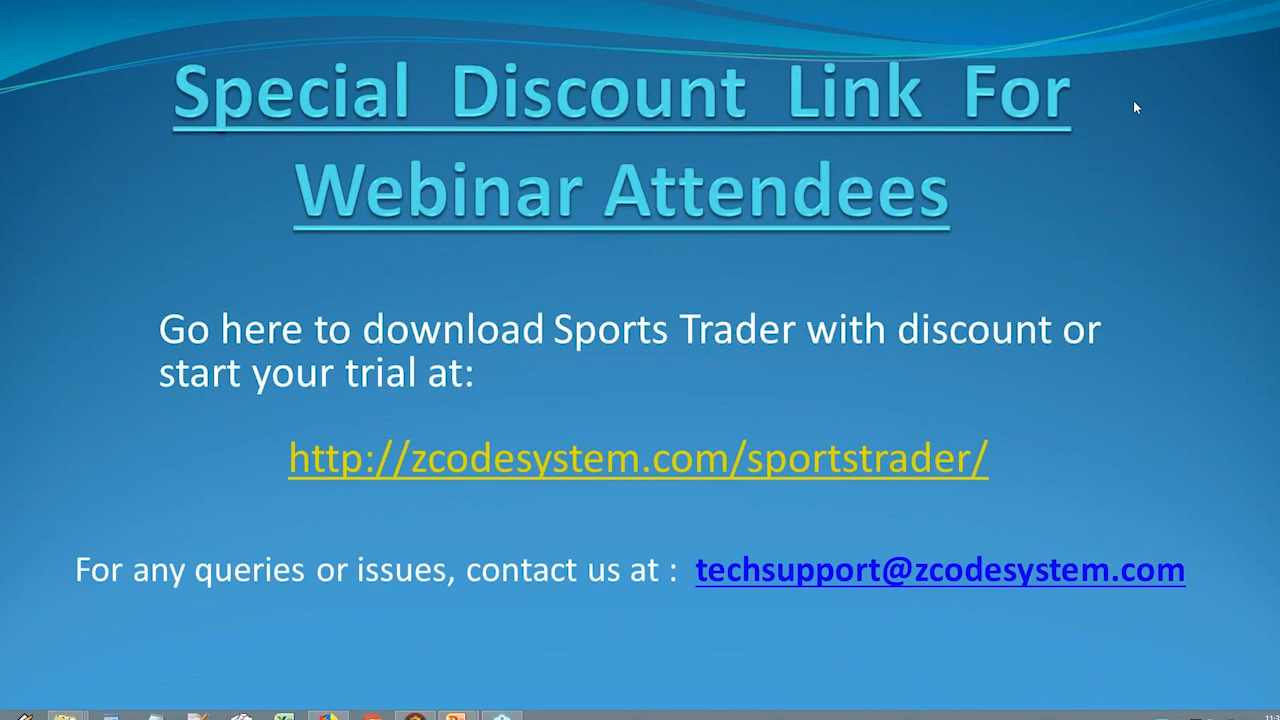 Special Discount Link For
Webinar Attendees
Go here to download Sports Trader with discount or
start your trial at:
http://zcodesystem.com/sportstrader/
For any queries or issues, contact us at : techsupport@zcodesystem.com